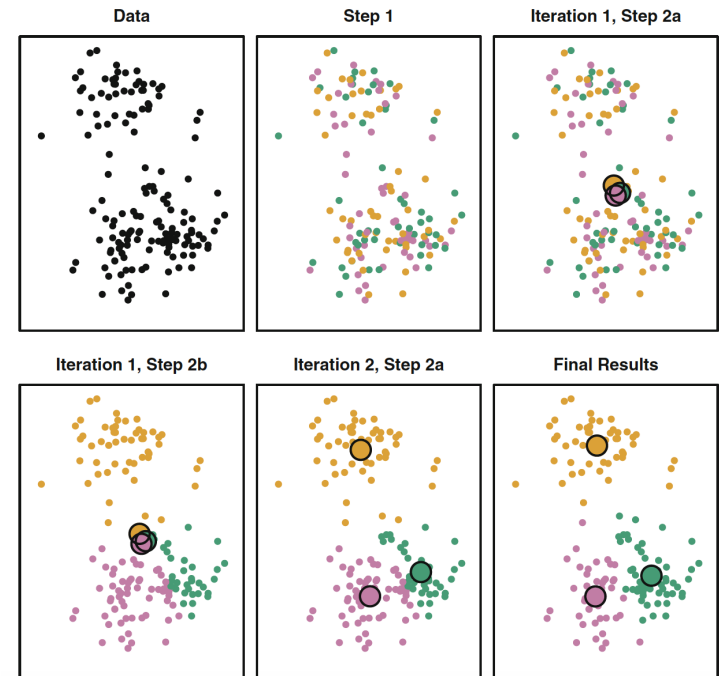 Data
Step 1
Iteration 1, Step 2a
Iteration 1, Step 2b
Iteration 2, Step 2a
Final Results